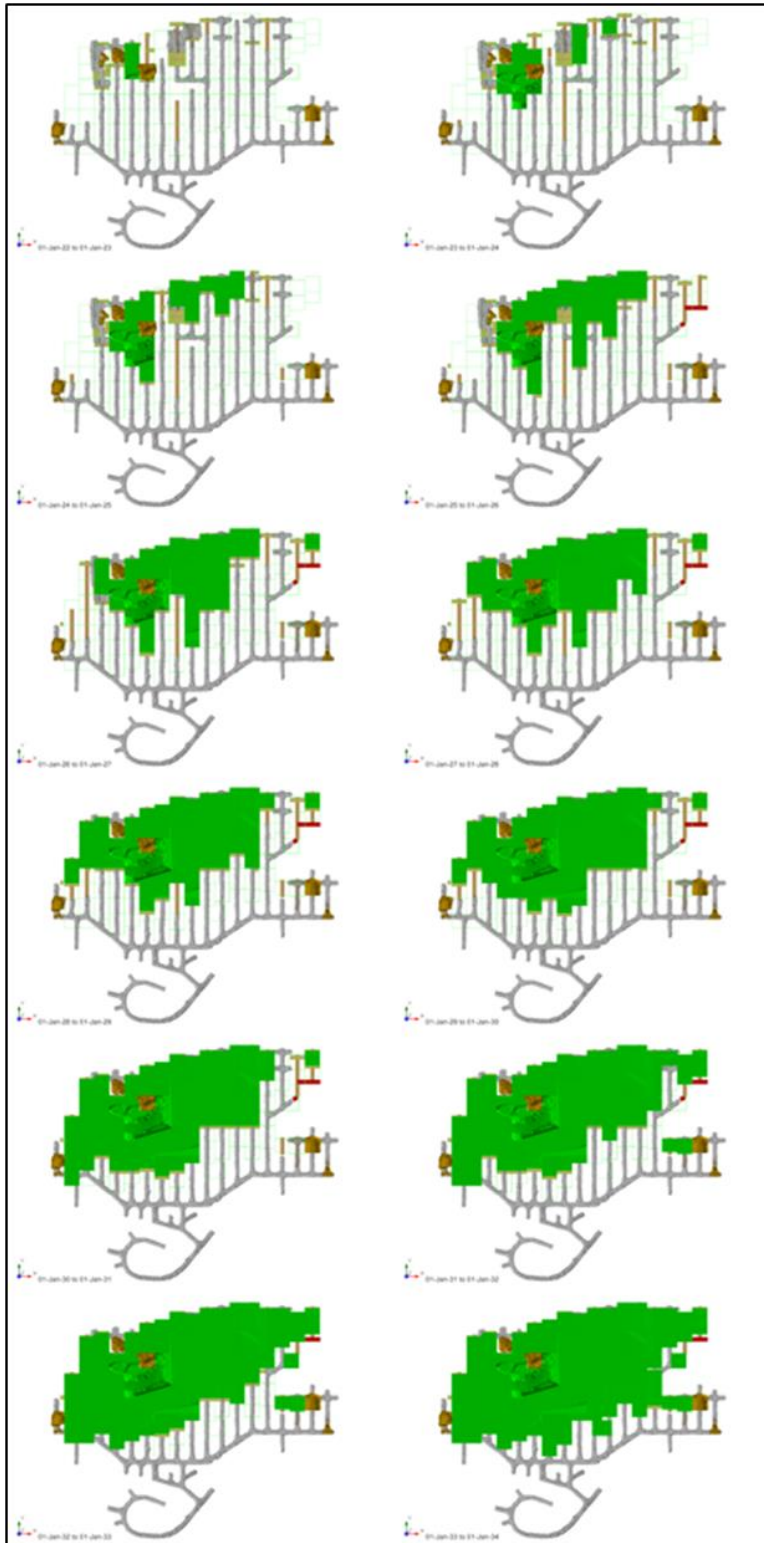 01-Jan-22 to 01-Jan-23
01-Jan-23 to 01-Jan-24
01-Jan-24 to 01-Jan-25
01-Jan-25 to 01-Jan-26
01-Jan-26 to 01-Jan-27
01-Jan-27 to 01-Jan-28
01-Jan-28 to 01-Jan-29
01-Jan-29 to 01-Jan-30
01-Jan-30 to 01-Jan-31
01-Jan-31 to 01-Jan-32
01-Jan-32 to 01-Jan-33
01-Jan-33 to 01-Jan-34